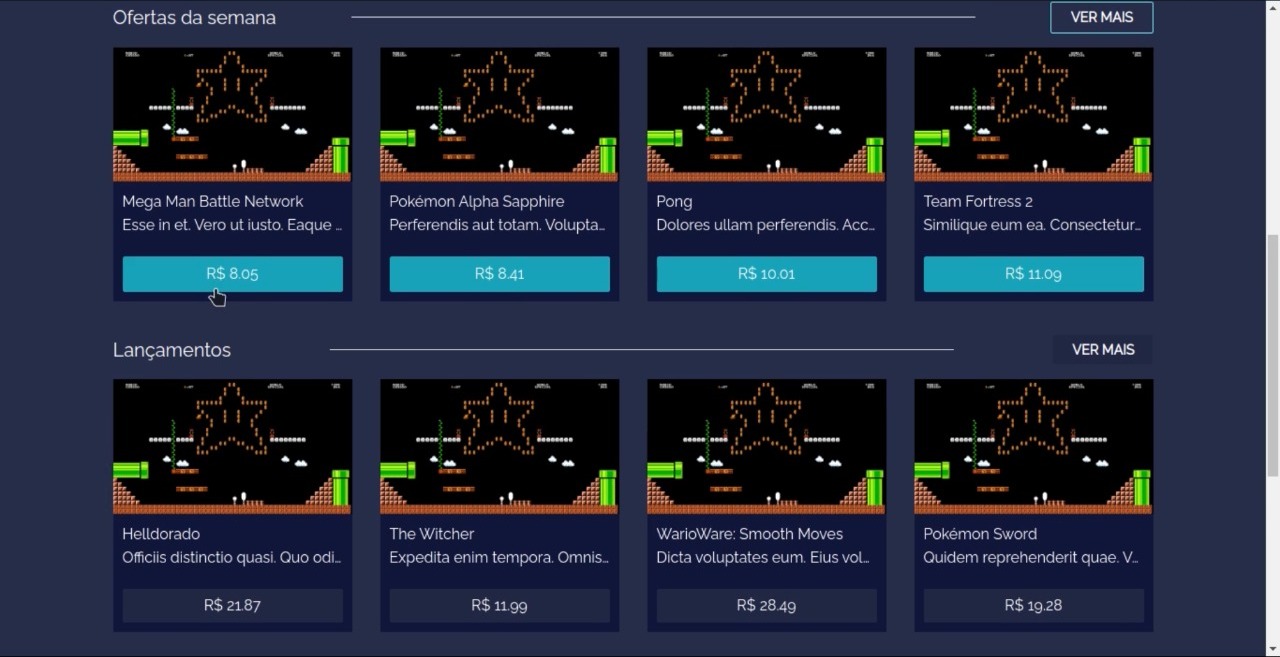 Ofertas da semana
VER MAIS
Mega Man Battle Network
Esse in et. Vero ut iusto. Eaque ...
R$ 8.05
Pokémon Alpha Sapphire
Perferendis aut totam. Volupta...
R$ 8.41
Pong
Dolores ullam perferendis. Acc...
R$ 10.01
Team Fortress 2
Similique eum ea. Consectetur...
R$ 11.09
Lançamentos
VER MAIS
Helldorado
Officiis distinctio quasi. Quo odi...
R$ 21.87
The Witcher
Expedita enim tempora. Omnis...
R$ 11.99
WarioWare: Smooth Moves
Dicta voluptates eum. Eius vol...
R$ 28.49
Pokémon Sword
Quidem reprehenderit quae. V...
R$ 19.28